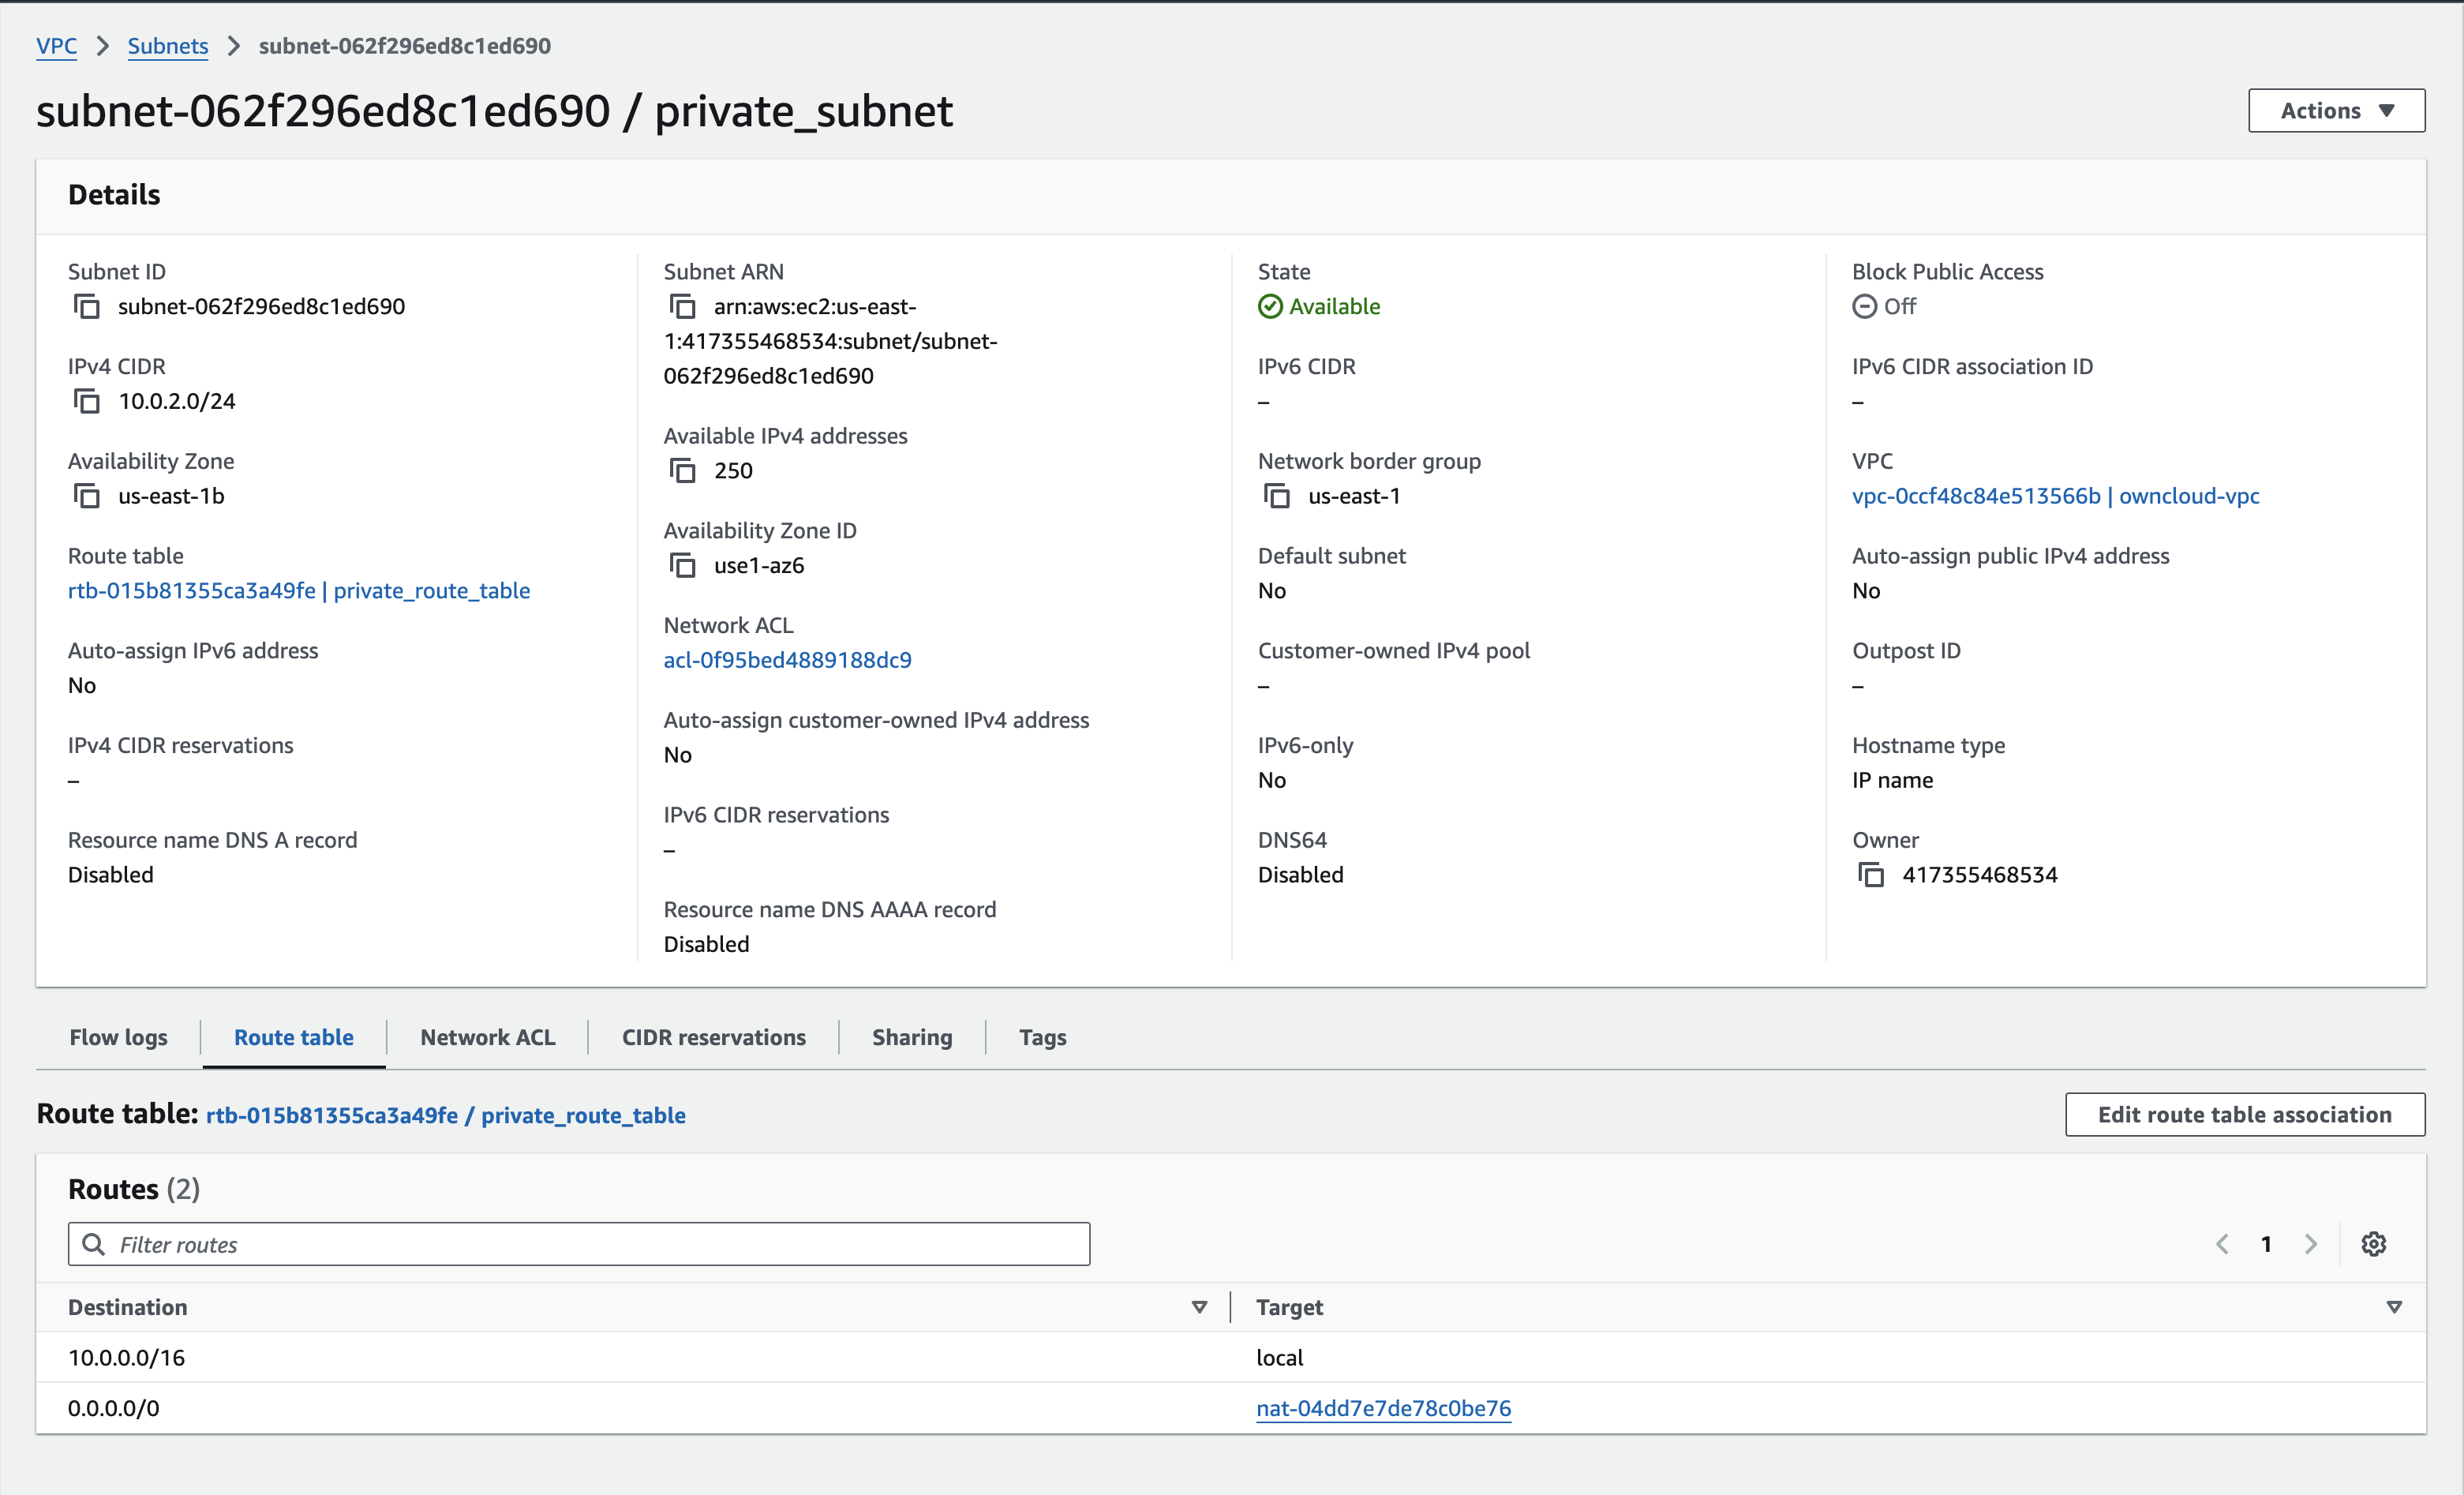 VPC > Subnets > subnet-062f296ed8c1ed690
subnet-062f296ed8c1ed690 / private_subnet
Actions
Details
Subnet ID
subnet-062f296ed8c1ed690
IPv4 CIDR
10.0.2.0/24
Availability Zone
us-east-1b
Route table
rtb-015b81355ca3a49fe | private_route_table
Auto-assign IPv6 address
No
IPv4 CIDR reservations
–
Resource name DNS A record
Disabled
Subnet ARN
arn:aws:ec2:us-east-
1:417355468534:subnet/subnet-
062f296ed8c1ed690
Available IPv4 addresses
250
Availability Zone ID
use1-az6
Network ACL
acl-0f95bed4889188dc9
Auto-assign customer-owned IPv4 address
No
IPv6 CIDR reservations
–
Resource name DNS AAAA record
Disabled
State
Available
IPv6 CIDR
–
Network border group
us-east-1
Default subnet
No
Customer-owned IPv4 pool
–
IPv6-only
No
DNS64
Disabled
Block Public Access
Off
IPv6 CIDR association ID
–
VPC
vpc-0ccf48c84e513566b | owncloud-vpc
Auto-assign public IPv4 address
No
Outpost ID
–
Hostname type
IP name
Owner
417355468534
Flow logs
Route table
Network ACL
CIDR reservations
Sharing
Tags
Route table: rtb-015b81355ca3a49fe / private_route_table
Edit route table association
Routes (2)
Filter routes
1
Destination
Target
10.0.0.0/16
local
0.0.0.0/0
nat-04dd7e7de78c0be76